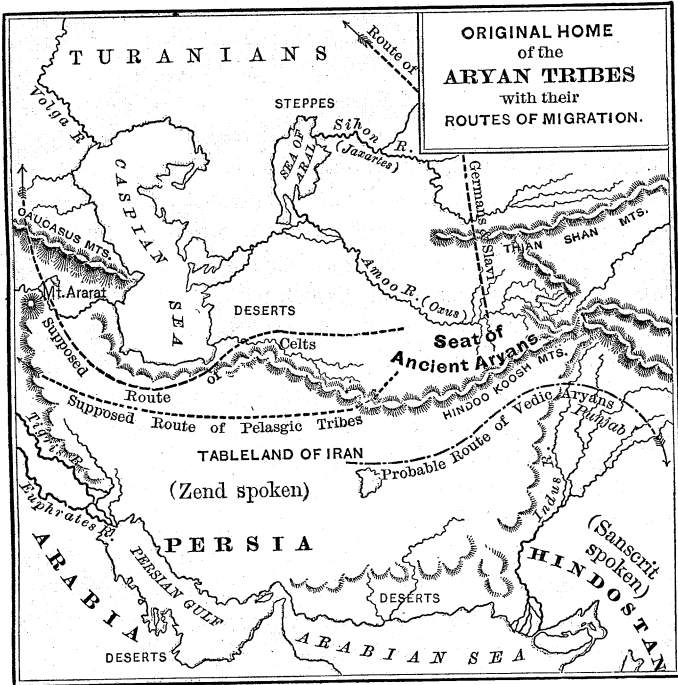 ORIGINAL HOME
of the
ARYAN TRIBES
with their
ROUTES OF MIGRATION.
TURANIANS
Route of
Germans & Slavi
STEPPES
Volga R.
Sihon R.
(Jaxartes)
SEA OF
ARAL
CASPIAN SEA
CAUCASUS MTS.
THIAN SHAN MTS.
Mt. Ararat
Amoo R. (Oxus)
DESERTS
Seat of
Ancient Aryans
Supposed Route of Celts
HINDOO KOOSH MTS.
Supposed Route of Pelasgic Tribes
Probable Route of Vedic Aryans
Punjab
Tigris R.
TABLELAND OF IRAN
(Zend spoken)
Indus R.
Euphrates R.
PERSIA
(Sanscrit
spoken)
HINDOSTAN
ARABIA
PERSIAN GULF
DESERTS
ARABIAN SEA
DESERTS